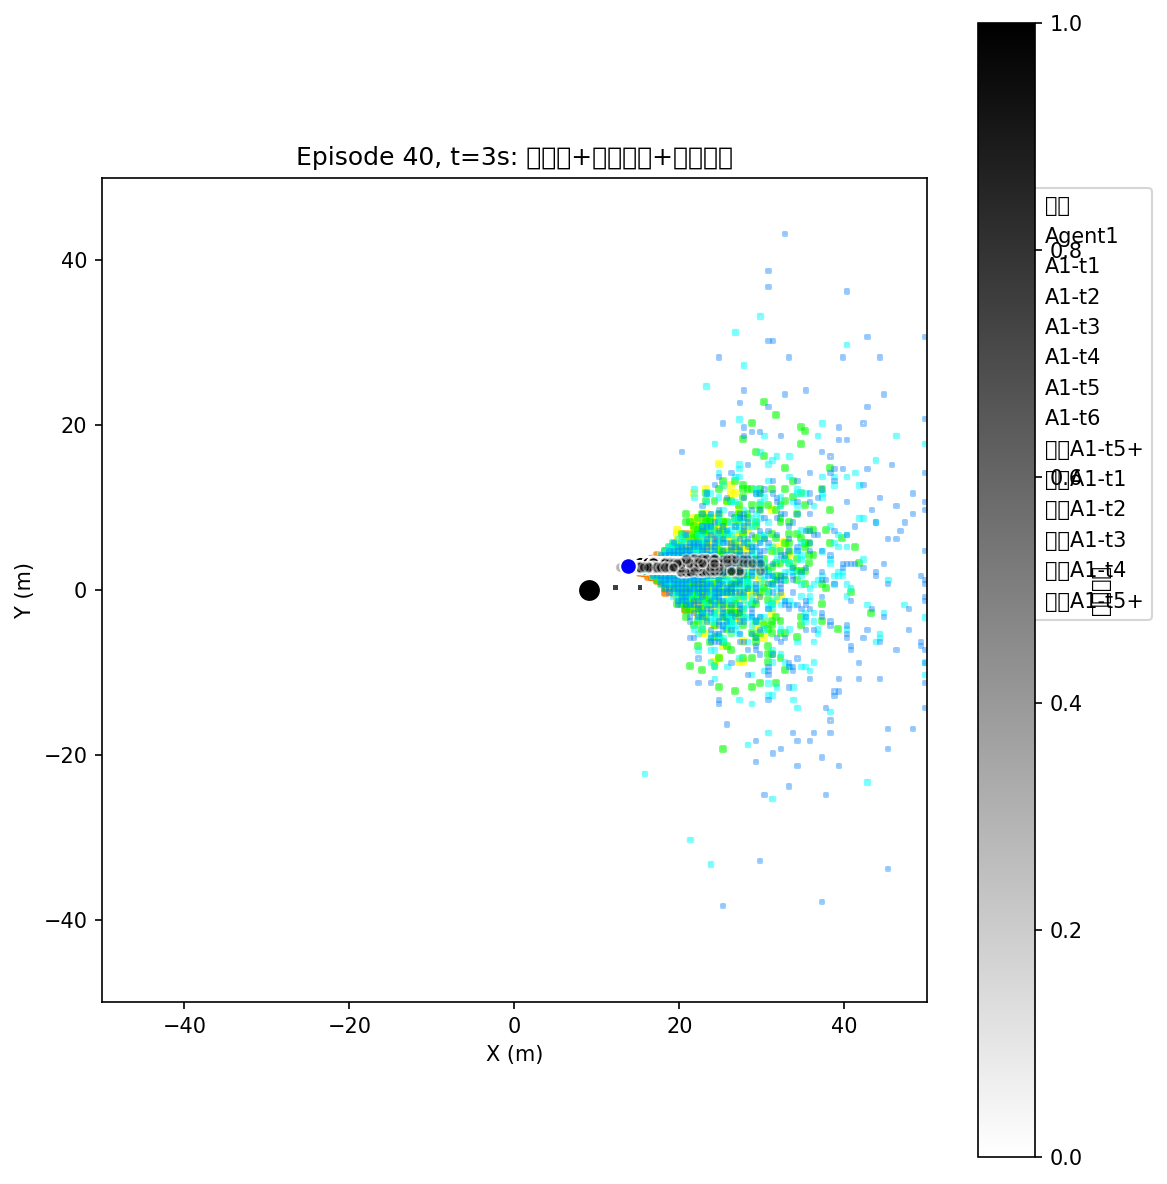 Episode 40, t=3s: □□□+□□□□+□□□□
40
20
0
−20
−40
Y (m)
−40
−20
0
20
40
X (m)
1.0
0.8
0.6
0.4
0.2
0.0
□□
Agent1
A1-t1
A1-t2
A1-t3
A1-t4
A1-t5
A1-t6
□□A1-t5+
□□A1-t1
□□A1-t2
□□A1-t3
□□A1-t4
□□A1-t5+